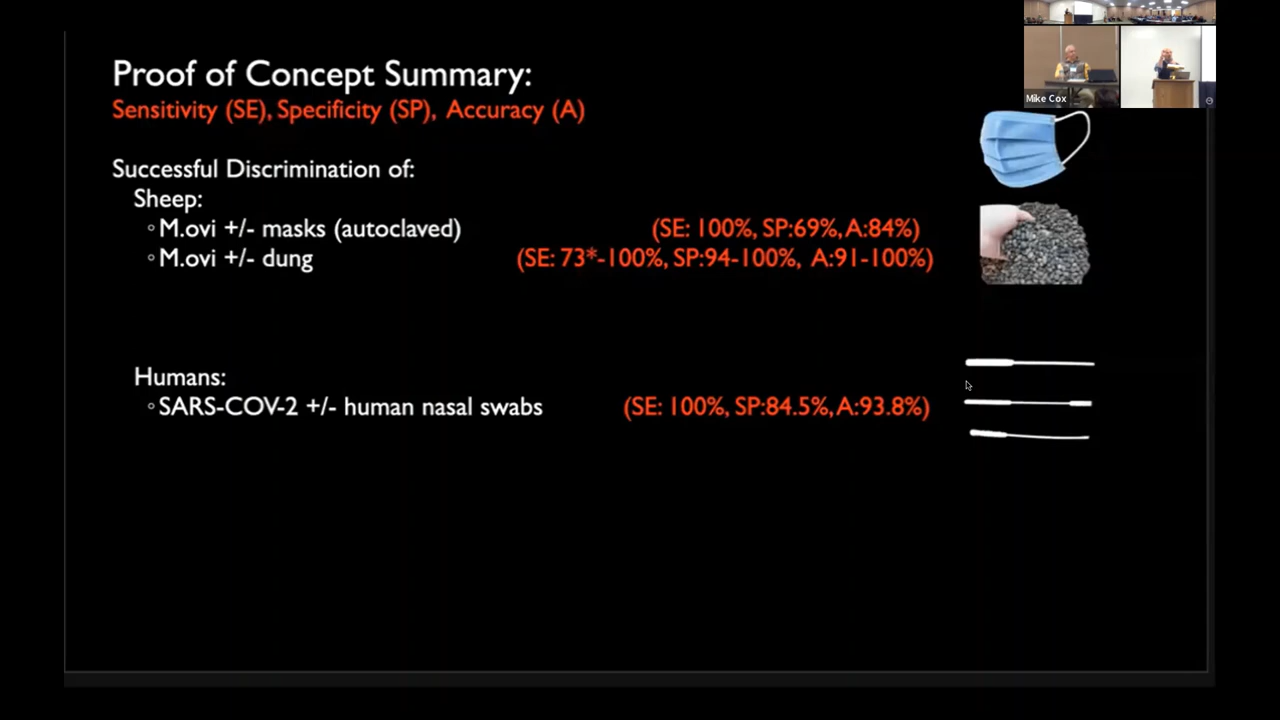 Proof of Concept Summary:
Sensitivity (SE), Specificity (SP), Accuracy (A)
Mike Cox
Successful Discrimination of:
Sheep:
◦M.ovi +/- masks (autoclaved) (SE: 100%, SP:69%, A:84%)
◦M.ovi +/- dung (SE: 73*-100%, SP:94-100%, A:91-100%)
Humans:
◦SARS-COV-2 +/- human nasal swabs (SE: 100%, SP:84.5%, A:93.8%)